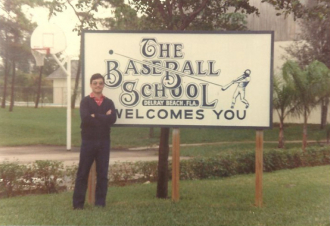 THE
BASEBALL
SCHOOL
DELRAY BEACH, FLA.
WELCOMES YOU